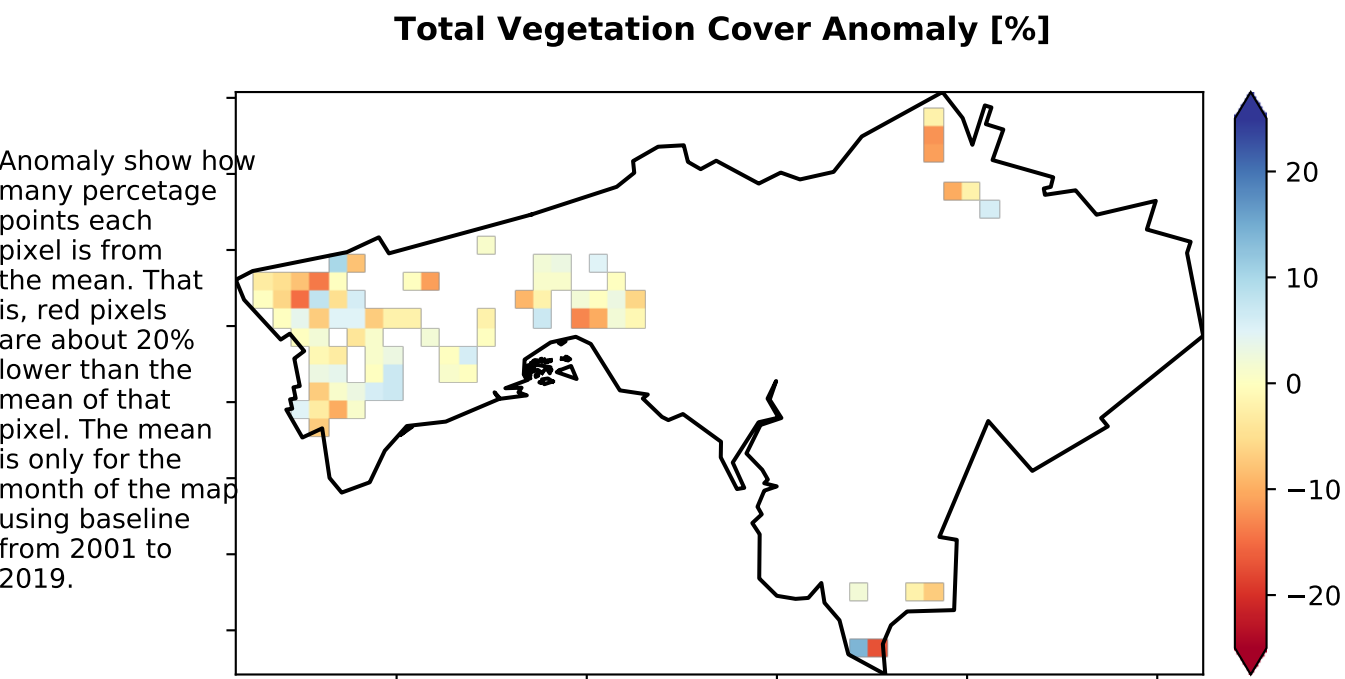 Total Vegetation Cover Anomaly [%]
Anomaly show how
many percetage
points each
pixel is from
the mean. That
is, red pixels
are about 20%
lower than the
mean of that
pixel. The mean
is only for the
month of the map
using baseline
from 2001 to
2019.
20
10
0
−10
−20